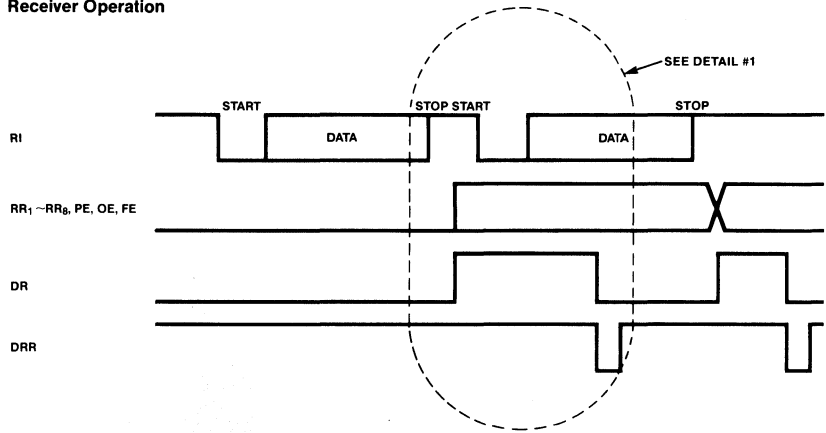 Receiver Operation
SEE DETAIL #1
START
STOP START
STOP
RI
DATA
DATA
RR₁ ~RR₈, PE, OE, FE
DR
DRR